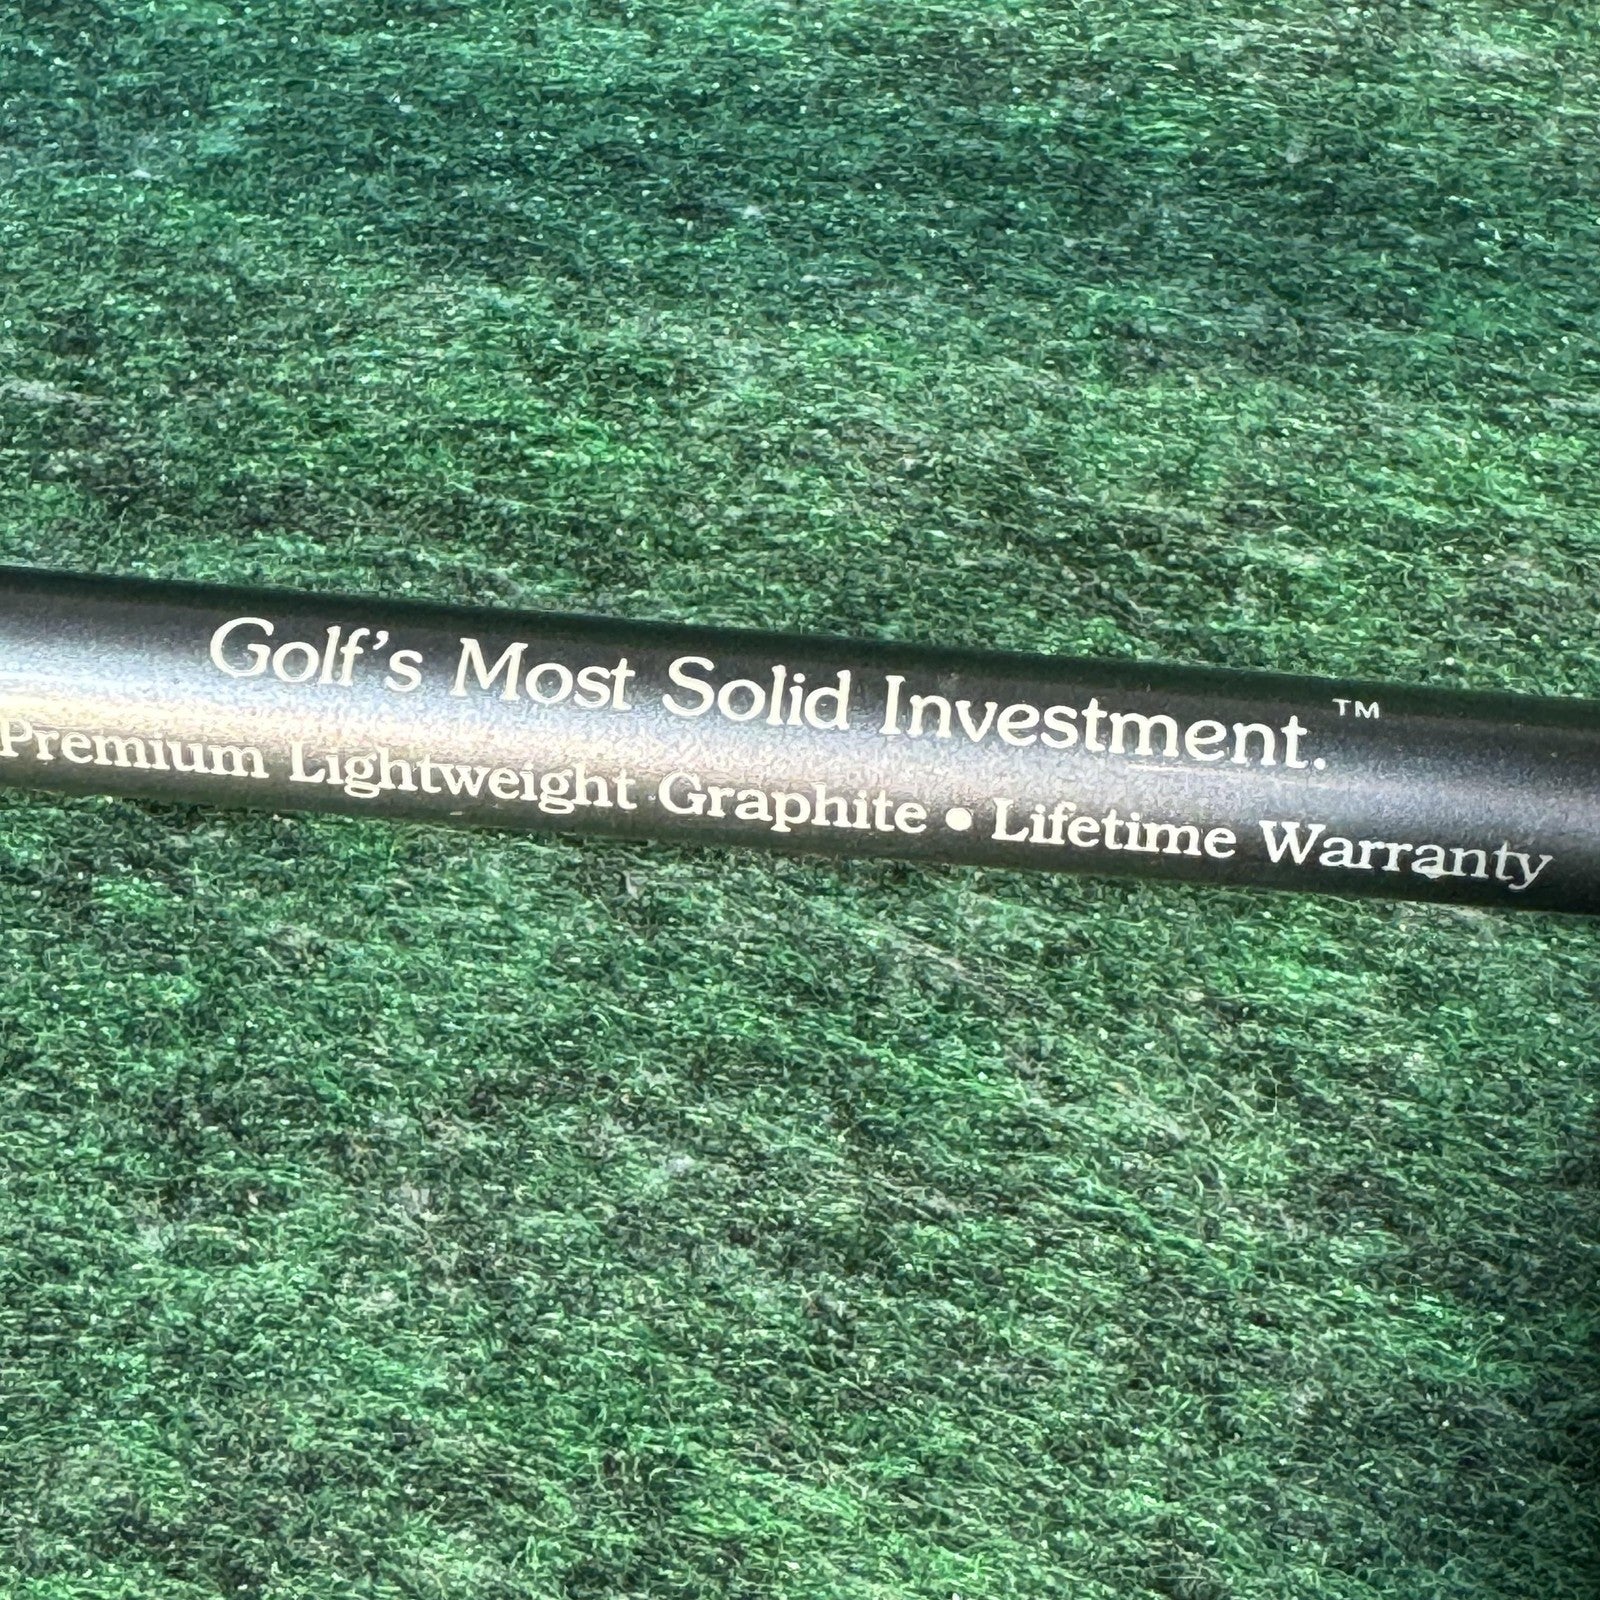 Golf's Most Solid Investment.™
Premium Lightweight Graphite • Lifetime Warranty